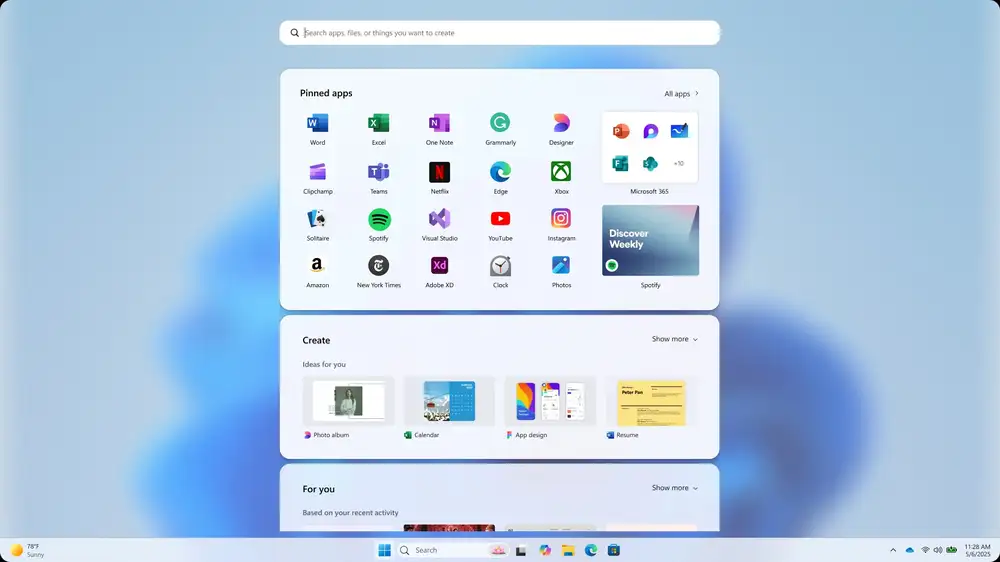 Search apps, files, or things you want to create
Pinned apps
All apps
Word
Excel
One Note
Grammarly
Designer
Clipchamp
Teams
Netflix
Edge
Xbox
+10
Microsoft 365
Solitaire
Spotify
Visual Studio
YouTube
Instagram
Discover
Weekly
Amazon
New York Times
Adobe XD
Clock
Photos
Spotify
Create
Show more
Ideas for you
Peter Pan
Photo album
Calendar
App design
Resume
For you
Show more
Based on your recent activity
78°F
Sunny
Search
11:28 AM
5/6/2025